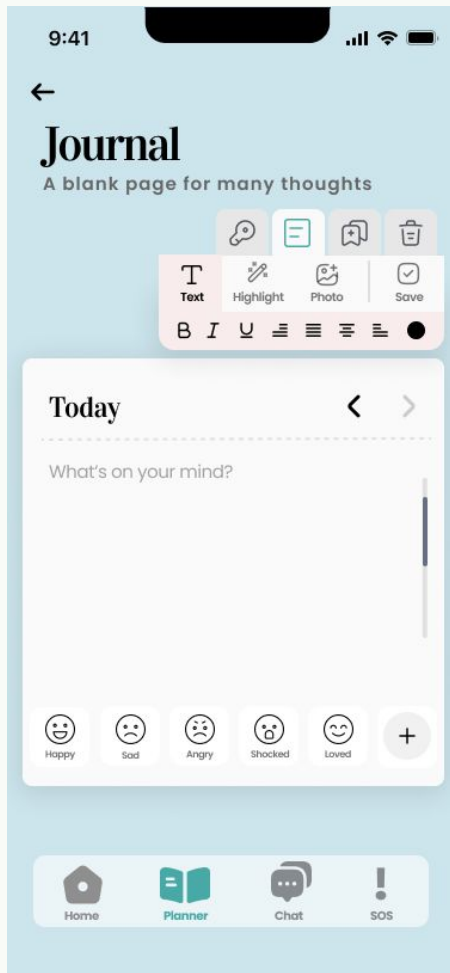 9:41
Journal
A blank page for many thoughts
Text Highlight Photo Save
B I U
Today
What's on your mind?
Happy Sad Angry Shocked Loved
Home Planner Chat SOS